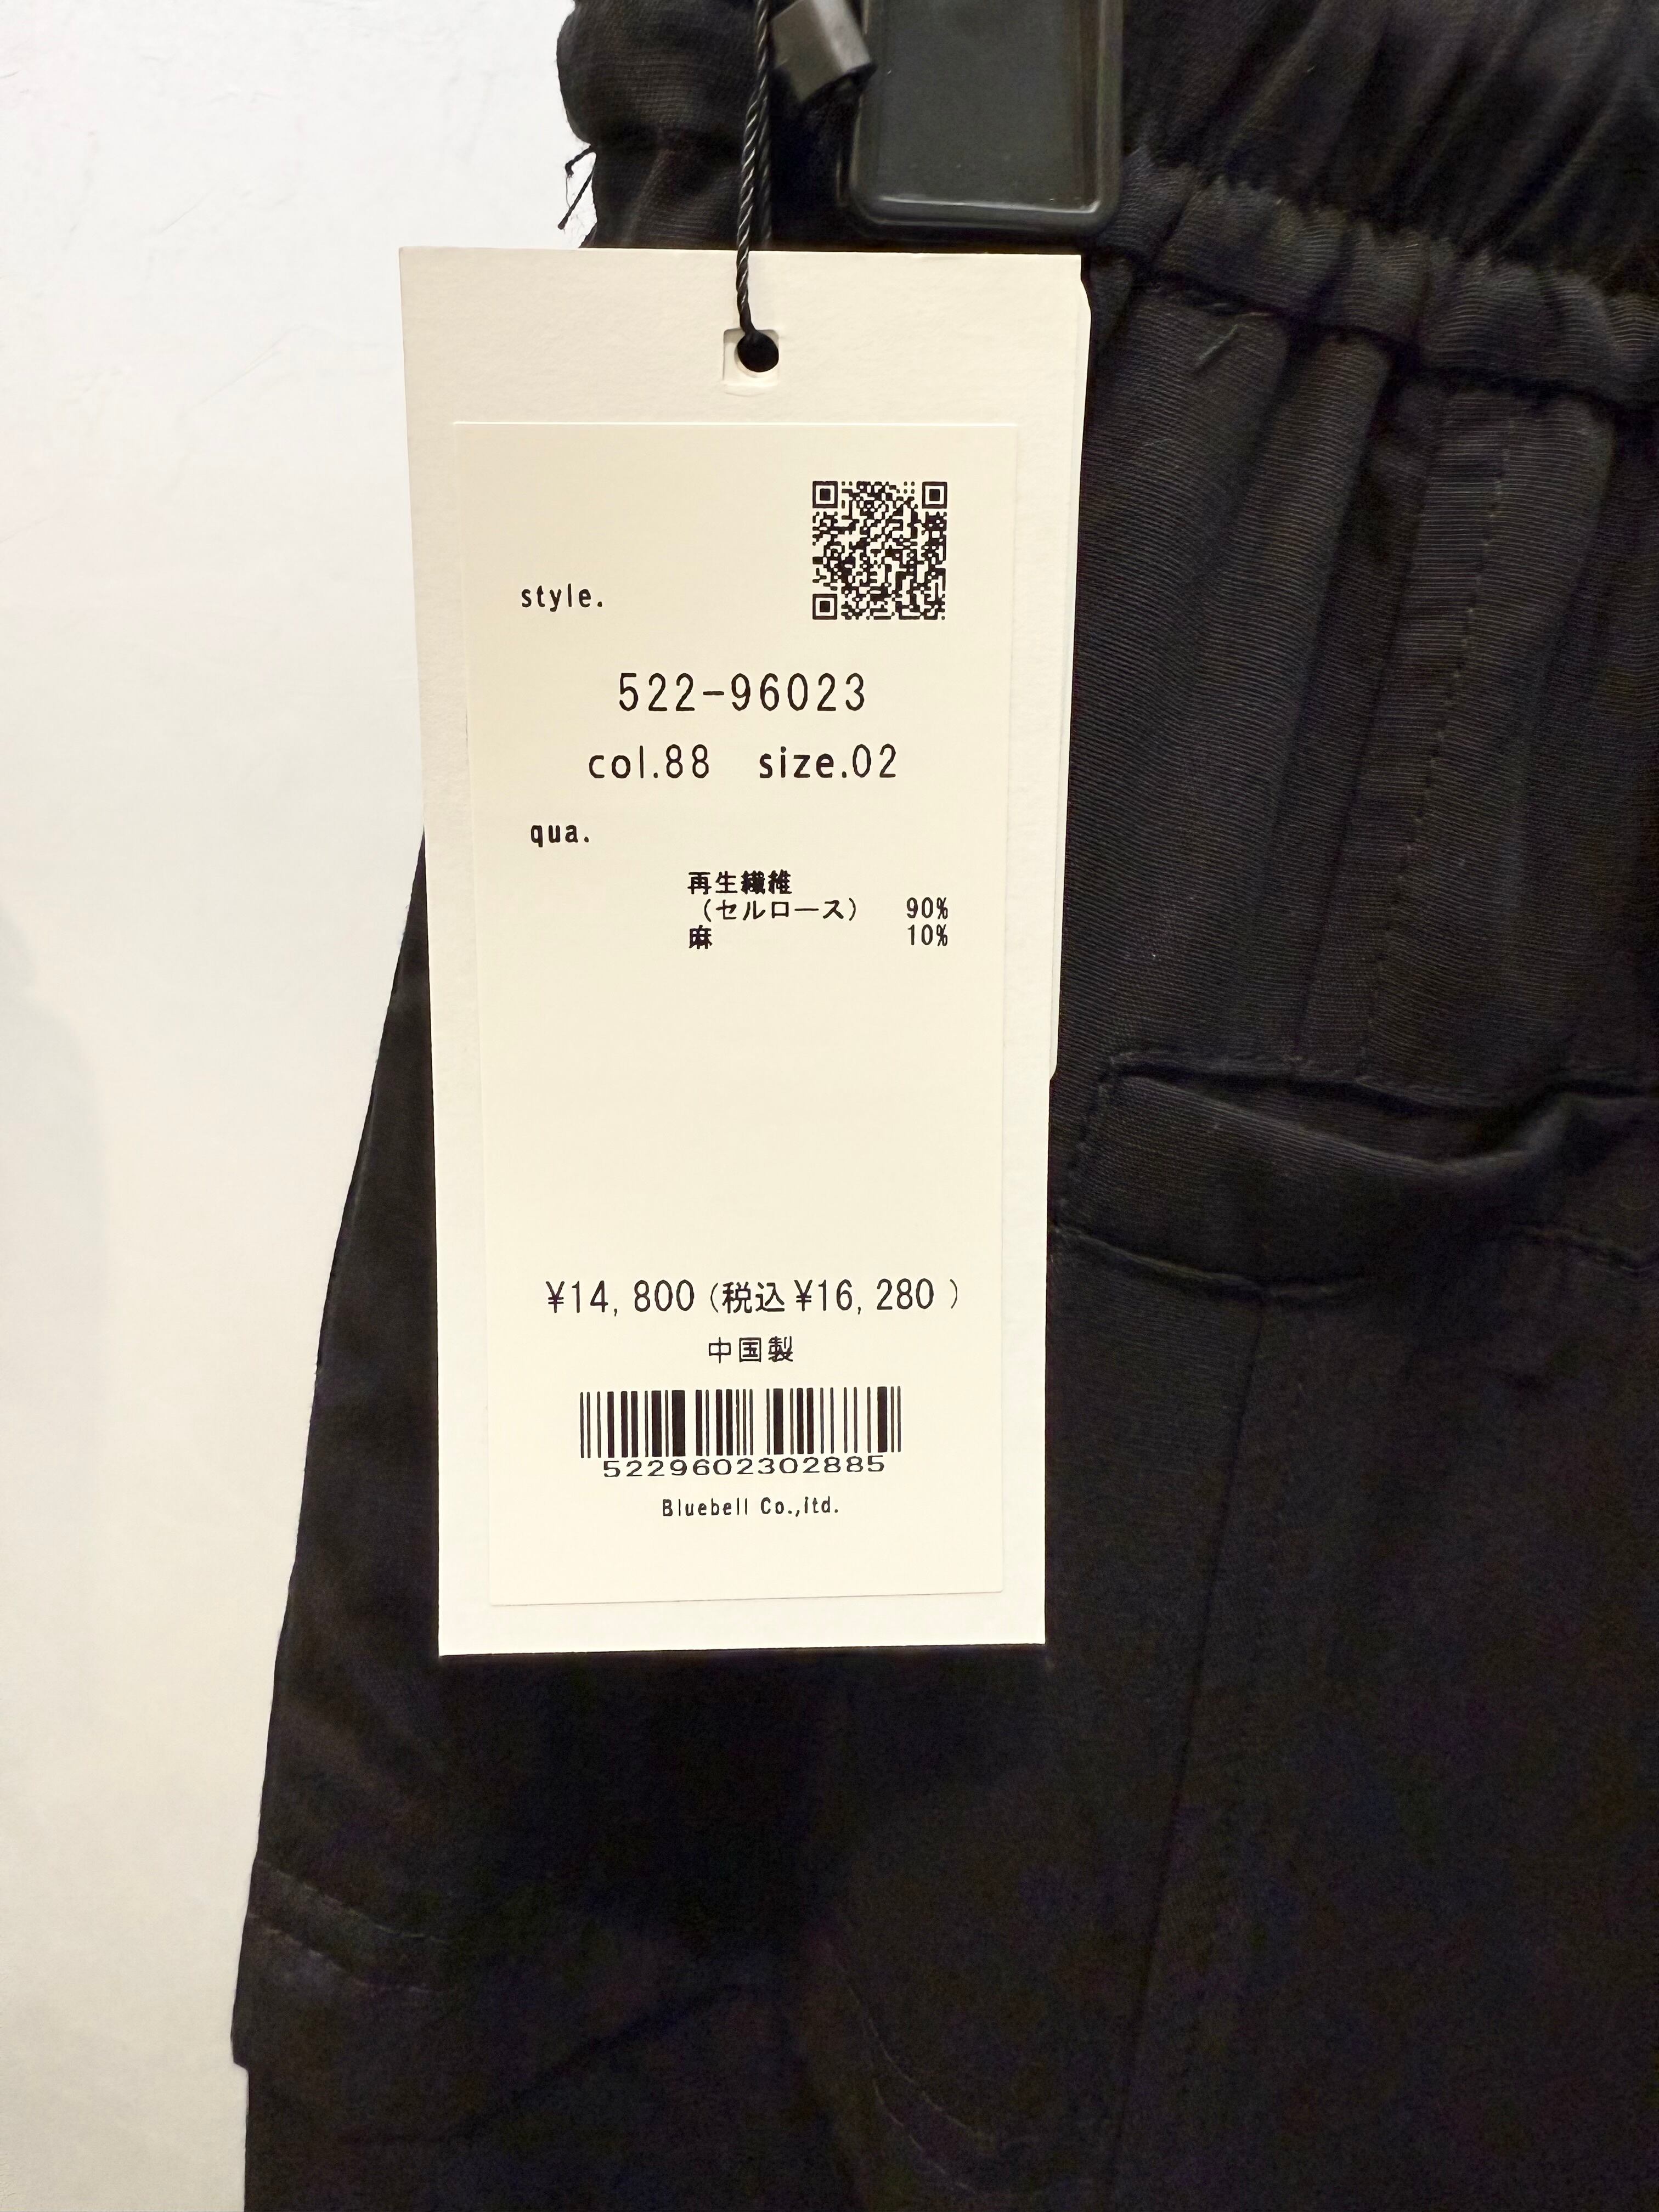 style.
522-96023
col.88 size.02
qua.
再生繊維
（セルロース） 90%
麻 10%
¥14,800（税込¥16,280）
中国製
5229602302885
Bluebell Co.,itd.